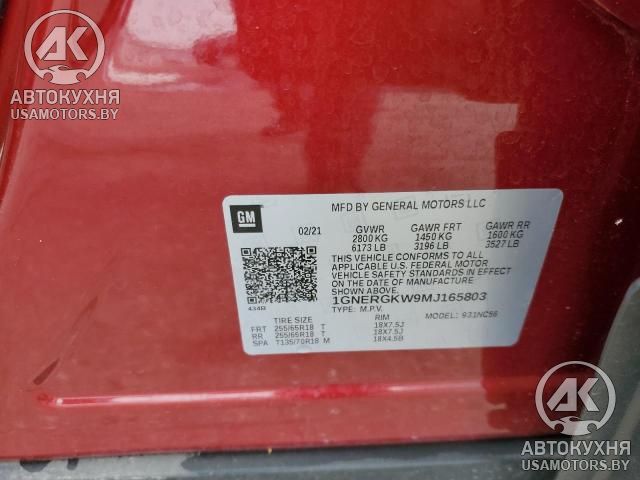 АК
АВТОКУХНЯ
USAMOTORS.BY
GM
MFD BY GENERAL MOTORS LLC
02/21 GVWR GAWR FRT GAWR RR
2800 KG 1450 KG 1600 KG
6173 LB 3196 LB 3527 LB
THIS VEHICLE CONFORMS TO ALL
APPLICABLE U.S. FEDERAL MOTOR
VEHICLE SAFETY STANDARDS IN EFFECT
ON THE DATE OF MANUFACTURE
SHOWN ABOVE.
1GNERGKW9MJ165803
434B TYPE: M.P.V. MODEL: 931NC56
TIRE SIZE RIM
FRT 255/65R18 T 18X7.5J
RR 255/65R18 T 18X7.5J
SPA T135/70R18 M 18X4.5B
АК
АВТОКУХНЯ
USAMOTORS.BY